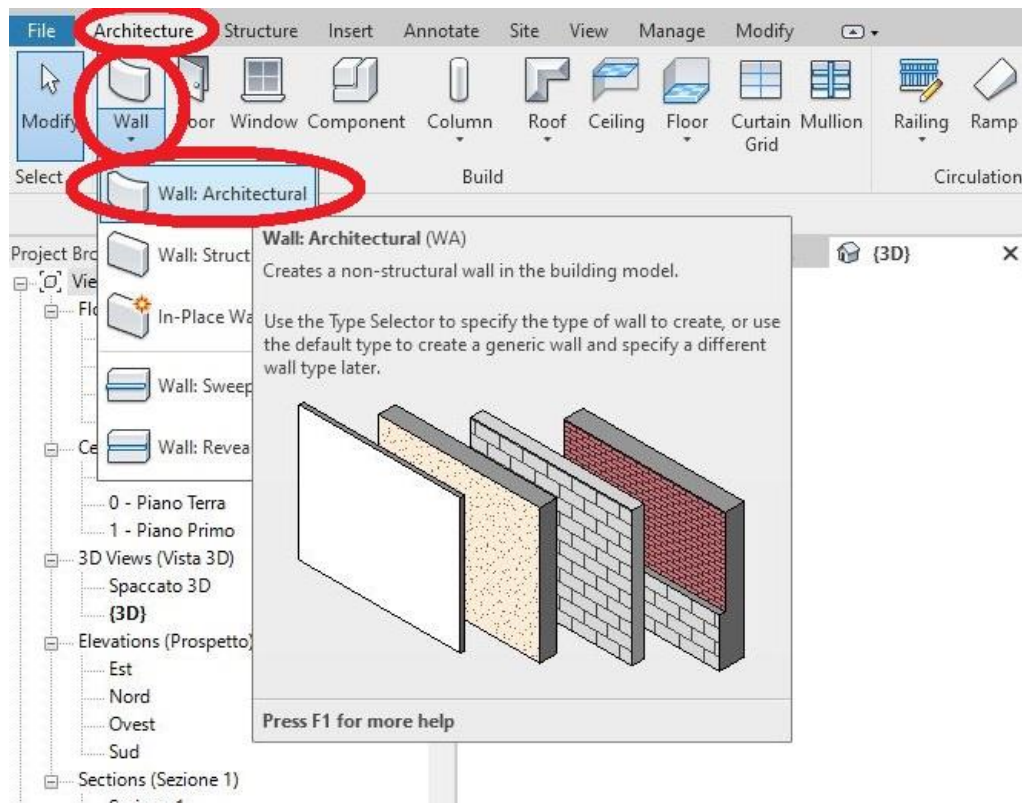 File Architecture Structure Insert Annotate Site View Manage Modify
Modify Wall Door Window Component Column Roof Ceiling Floor Curtain Grid Mullion Railing Ramp
Select Build Circulation
Wall: Architectural
Wall: Architectural (WA)
Creates a non-structural wall in the building model.
Use the Type Selector to specify the type of wall to create, or use
the default type to create a generic wall and specify a different
wall type later.
Press F1 for more help
Wall: Struct
In-Place Wa
Wall: Sweep
Wall: Revea
{3D}
Project Bro
Vie
Flo
Ce
0 - Piano Terra
1 - Piano Primo
3D Views (Vista 3D)
Spaccato 3D
{3D}
Elevations (Prospetto)
Est
Nord
Ovest
Sud
Sections (Sezione 1)